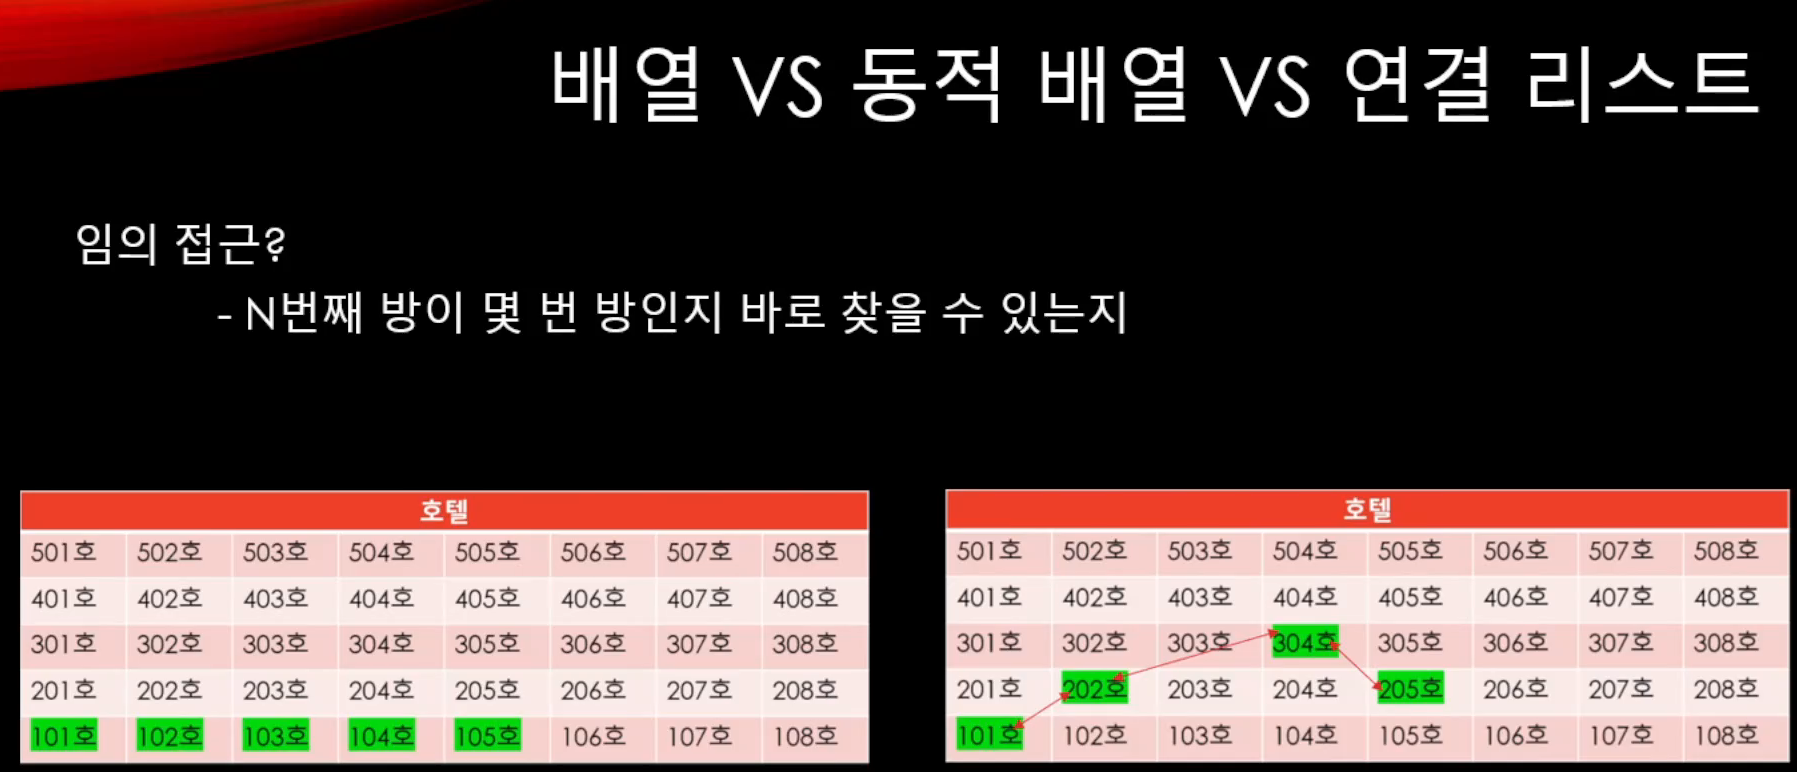 배열 VS 동적 배열 VS 연결 리스트
임의 접근?
- N번째 방이 몇 번 방인지 바로 찾을 수 있는지
호텔
501호 502호 503호 504호 505호 506호 507호 508호
401호 402호 403호 404호 405호 406호 407호 408호
301호 302호 303호 304호 305호 306호 307호 308호
201호 202호 203호 204호 205호 206호 207호 208호
101호 102호 103호 104호 105호 106호 107호 108호
호텔
501호 502호 503호 504호 505호 506호 507호 508호
401호 402호 403호 404호 405호 406호 407호 408호
301호 302호 303호 304호 305호 306호 307호 308호
201호 202호 203호 204호 205호 206호 207호 208호
101호 102호 103호 104호 105호 106호 107호 108호